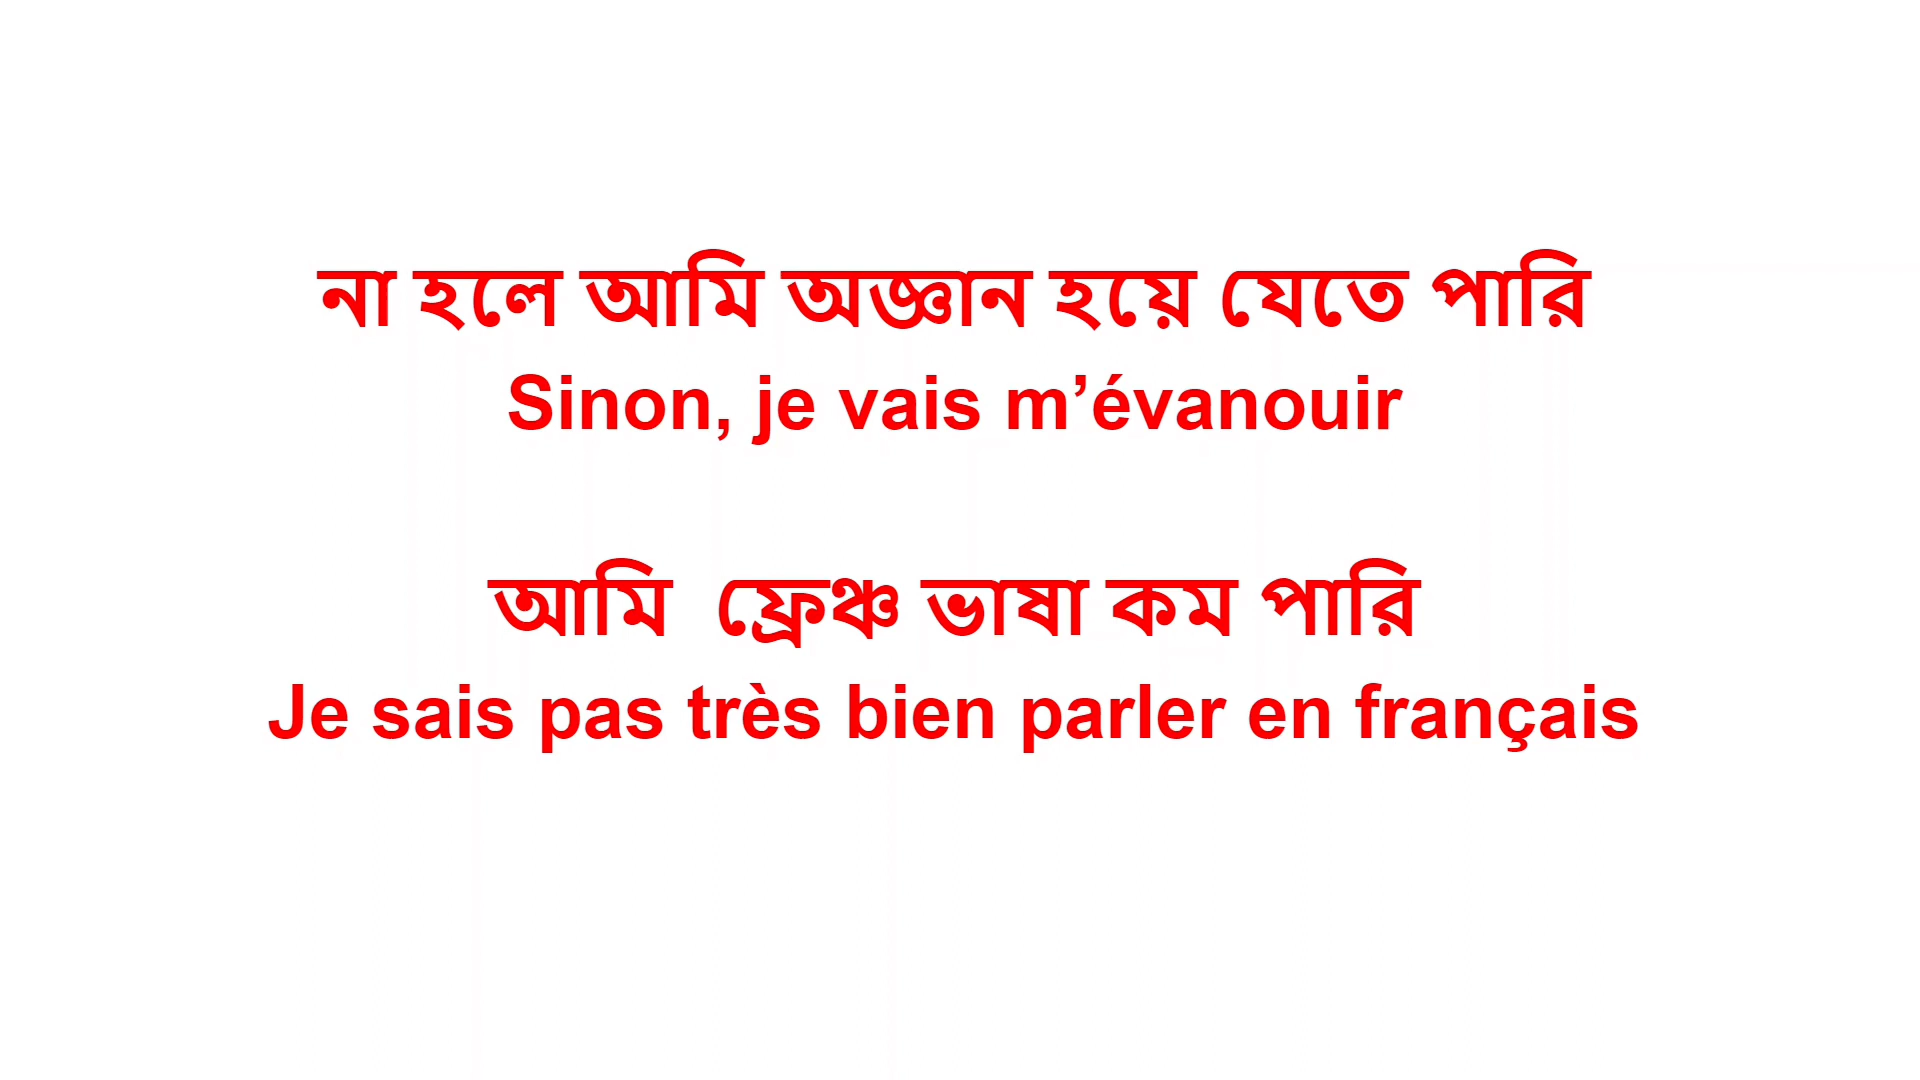 না হলে আমি অজ্ঞান হয়ে যেতে পারি
Sinon, je vais m’évanouir
আমি ফ্রেঞ্চ ভাষা কম পারি
Je sais pas très bien parler en français